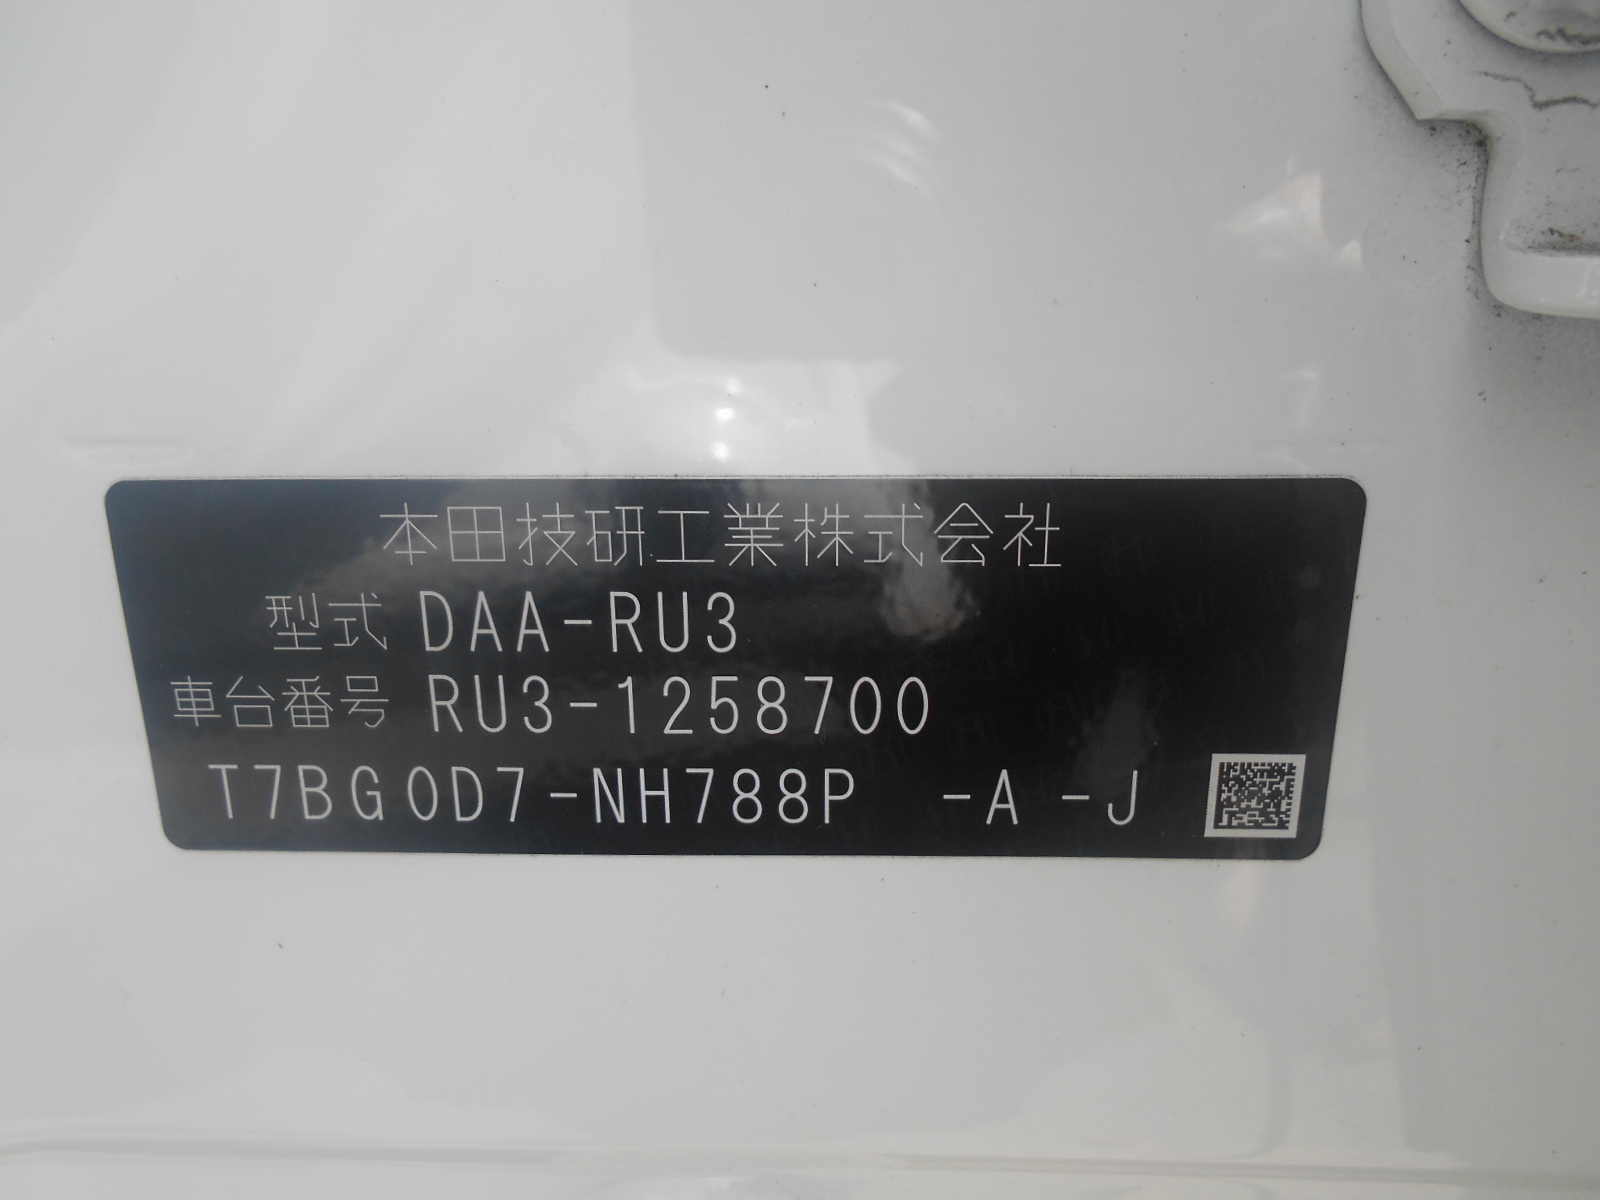 本田技研工業株式会社
型式 DAA-RU3
車台番号 RU3-1258700
T7BG0D7-NH788P -A -J